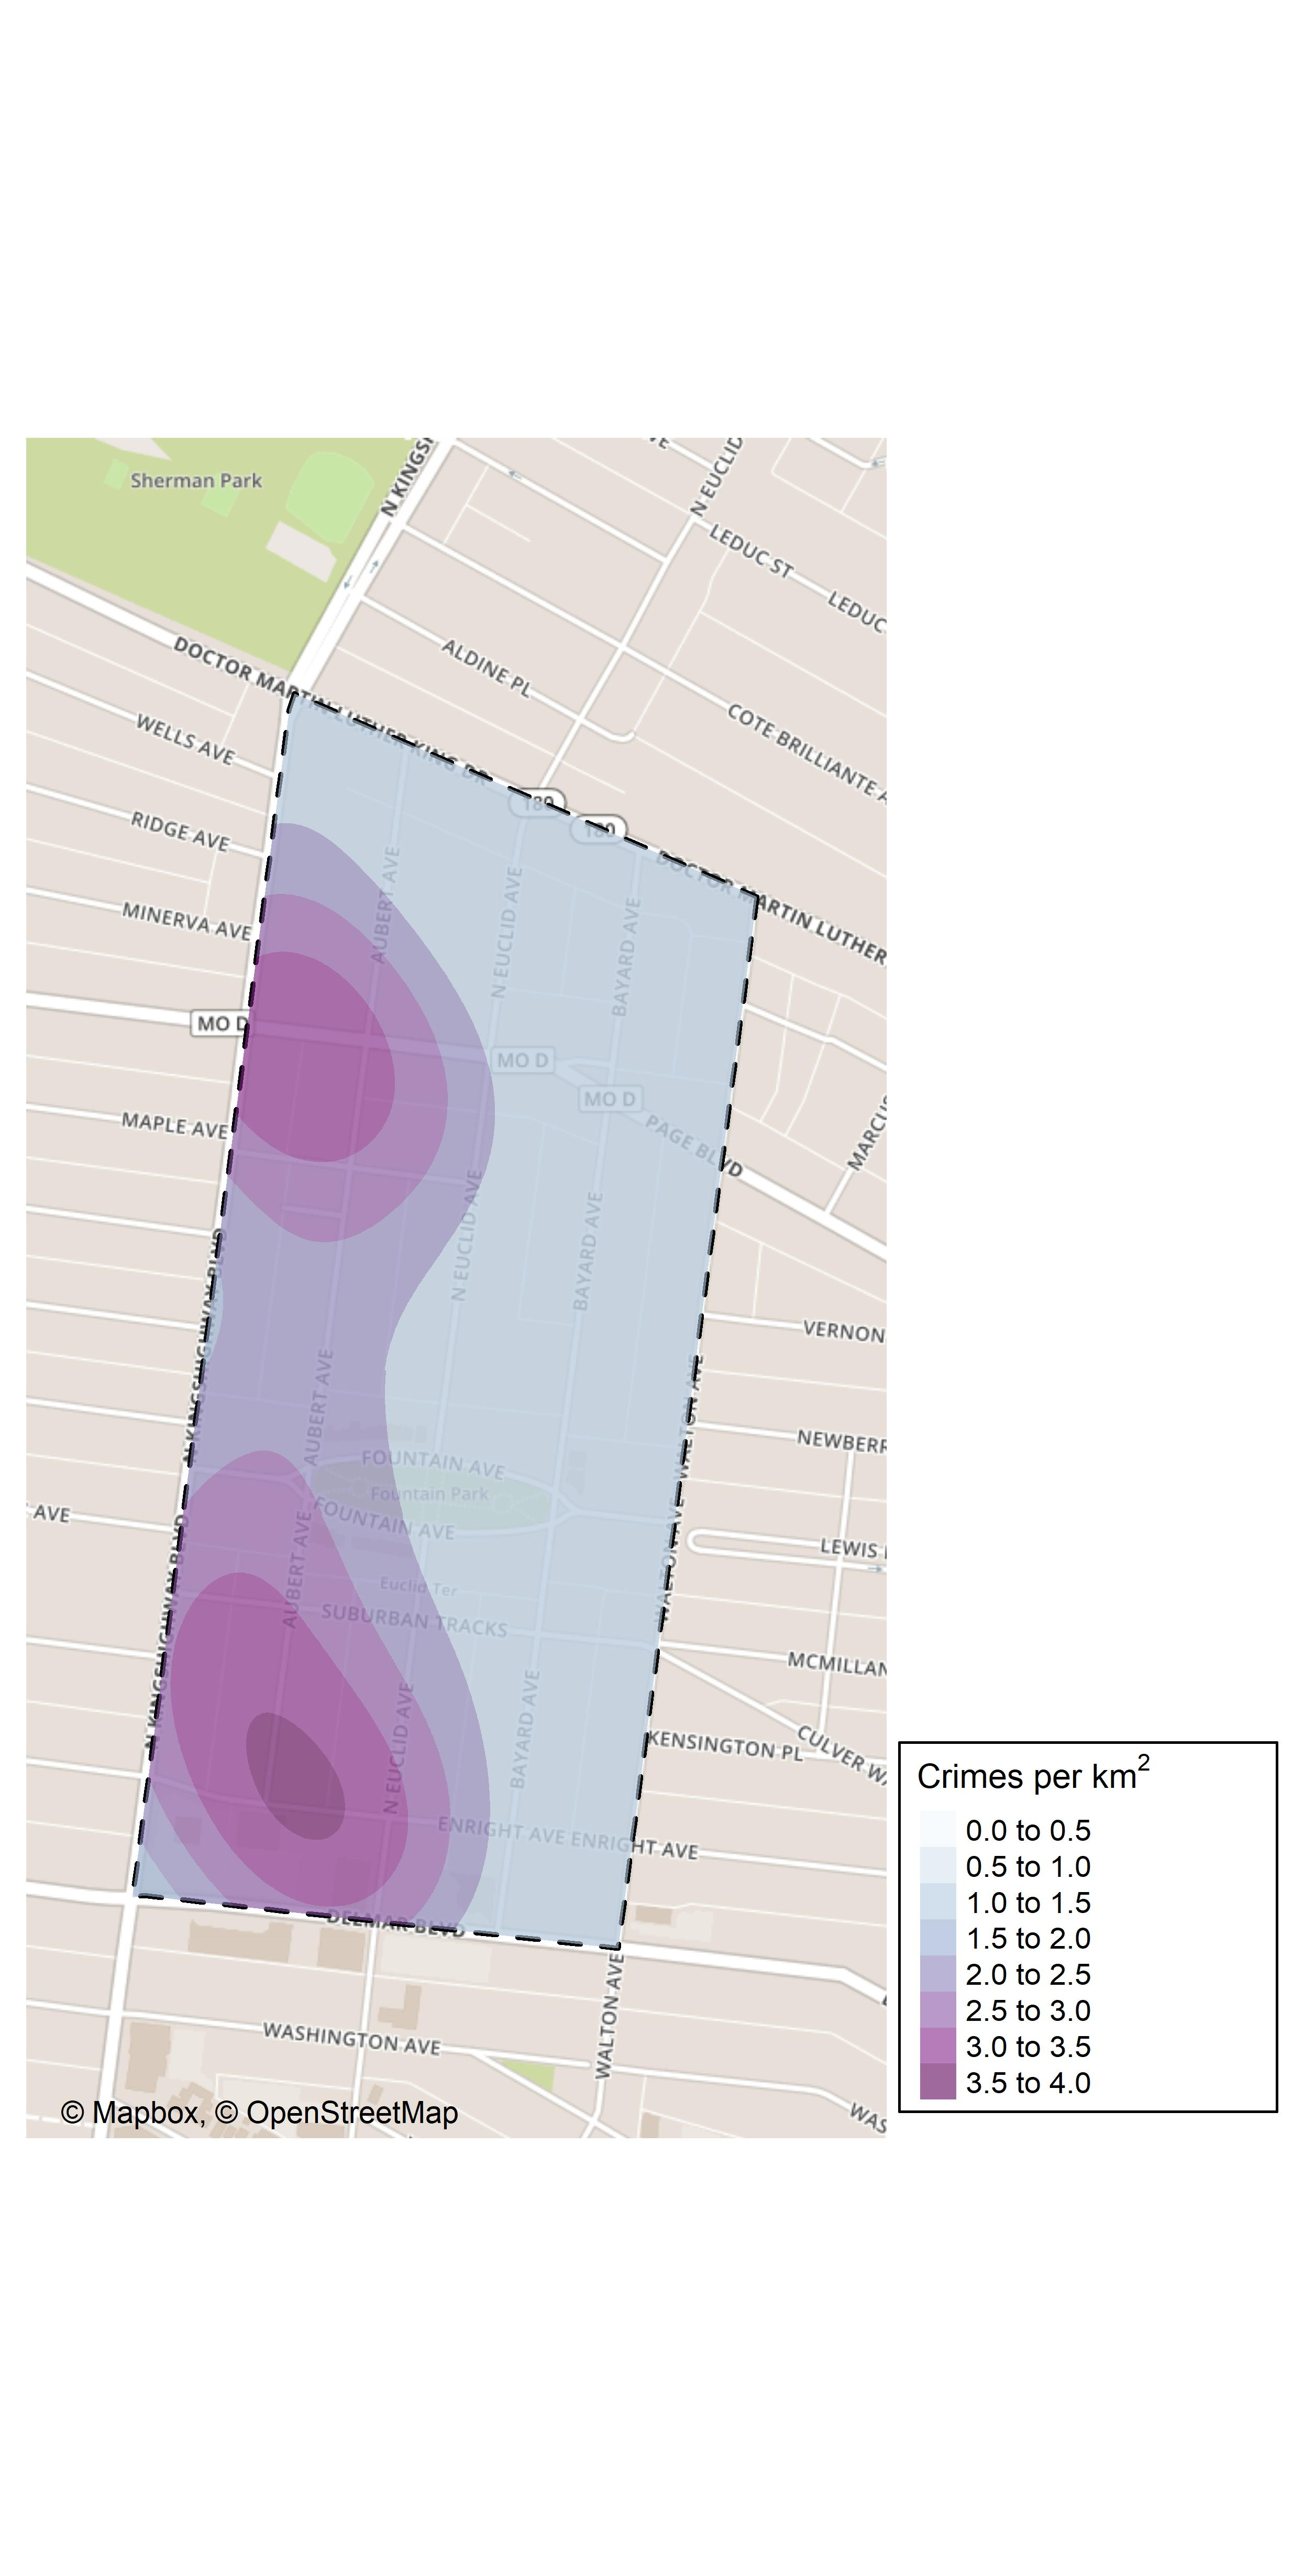 N KINGSH
VE
N EUCLID
Sherman Park
LEDUC ST
LEDUC
DOCTOR MARTIN LUTHER KING DR
ALDINE PL
WELLS AVE
COTE BRILLIANTE A
180
180
RIDGE AVE
AUBERT AVE
N EUCLID AVE
BAYARD AVE
DOCTOR MARTIN LUTHER
MINERVA AVE
MO D
MO D
MO D
MAPLE AVE
PAGE BLVD
MARCUS
N EUCLID AVE
BAYARD AVE
N KINGSHIGHWAY BLVD
VERNON
AUBERT AVE
WALTON AVE
NEWBERR
FOUNTAIN AVE
Fountain Park
FOUNTAIN AVE
AVE
AUBERT AVE
WALTON AVE
LEWIS
Euclid Ter
SUBURBAN TRACKS
N KINGSHIGHWAY BLVD
MCMILLAN
N EUCLID AVE
BAYARD AVE
KENSINGTON PL
CULVER WA
ENRIGHT AVE
ENRIGHT AVE
DELMAR BLVD
WASHINGTON AVE
WALTON AVE
WAS
© Mapbox, © OpenStreetMap
Crimes per km²
0.0 to 0.5
0.5 to 1.0
1.0 to 1.5
1.5 to 2.0
2.0 to 2.5
2.5 to 3.0
3.0 to 3.5
3.5 to 4.0